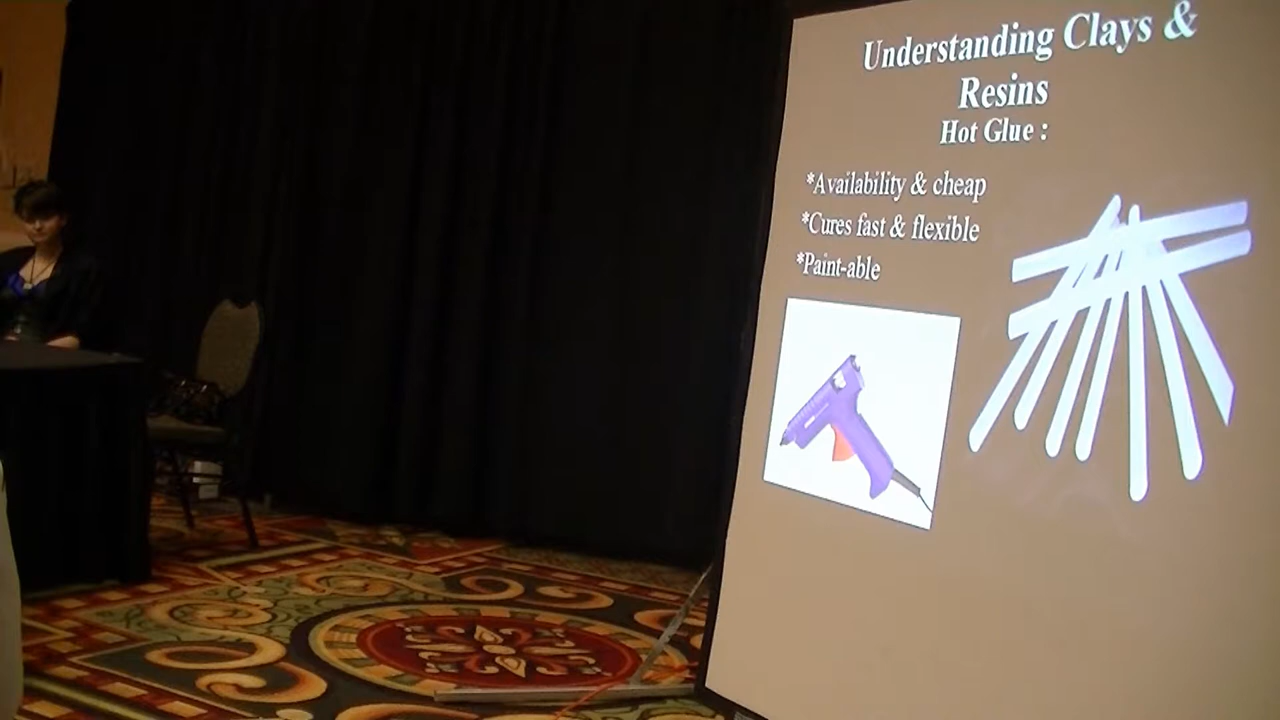 Understanding Clays &
Resins
Hot Glue :
*Availability & cheap
*Cures fast & flexible
*Paint-able